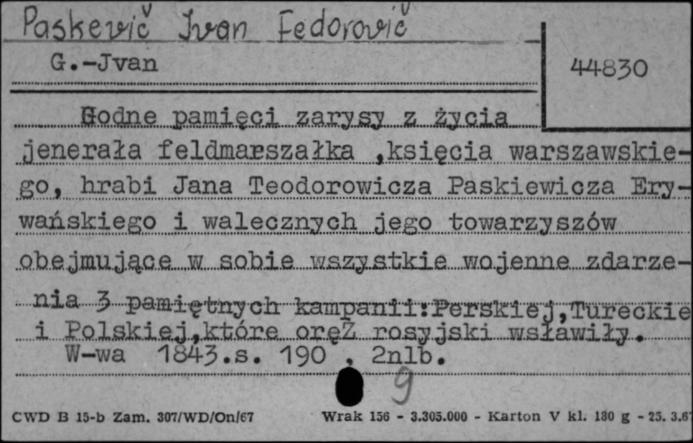 Paskevič Jvan Fedorovič
G.-Jvan
44830
Godne pamięci zarysy z życia
jenerała feldmarszałka ,księcia warszawskie-
go, hrabi Jana Teodorowicza Paskiewicza Ery-
wańskiego i walecznych jego towarzyszów
obejmujące w sobie wszystkie wojenne zdarze-
nia 3 pamiętnych kampanii:Perskiej,Tureckie
i Polskiej,które oręŻ rosyjski wsławiły.
W-wa 1843.s. 190 , 2nlb.
9
CWD B 15-b Zam. 307/WD/On/67 Wrak 156 - 3.305.000 - Karton V kl. 180 g - 25. 3.67